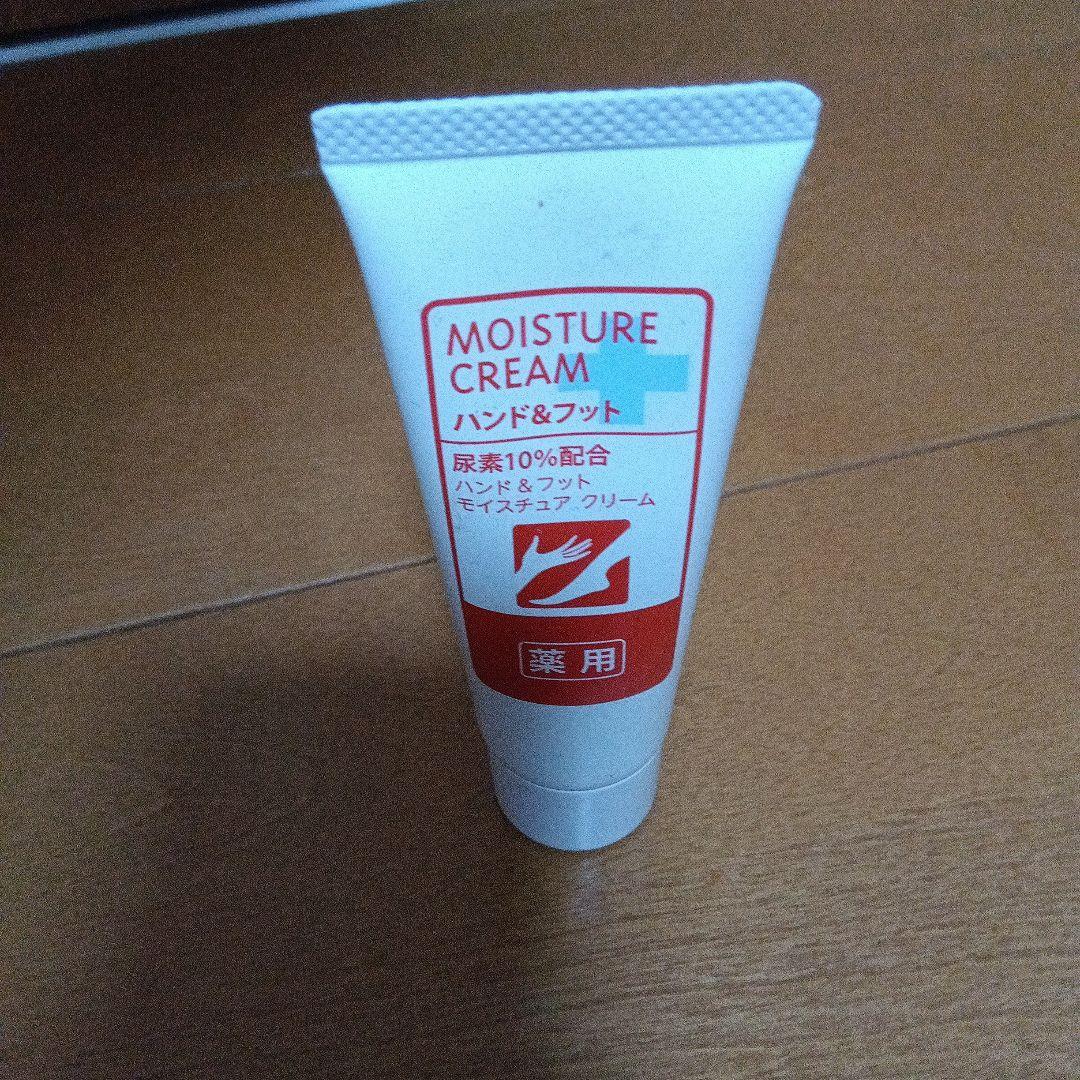 MOISTURE
CREAM
ハンド&フット
尿素10%配合
ハンド&フット
モイスチュア クリーム
薬用